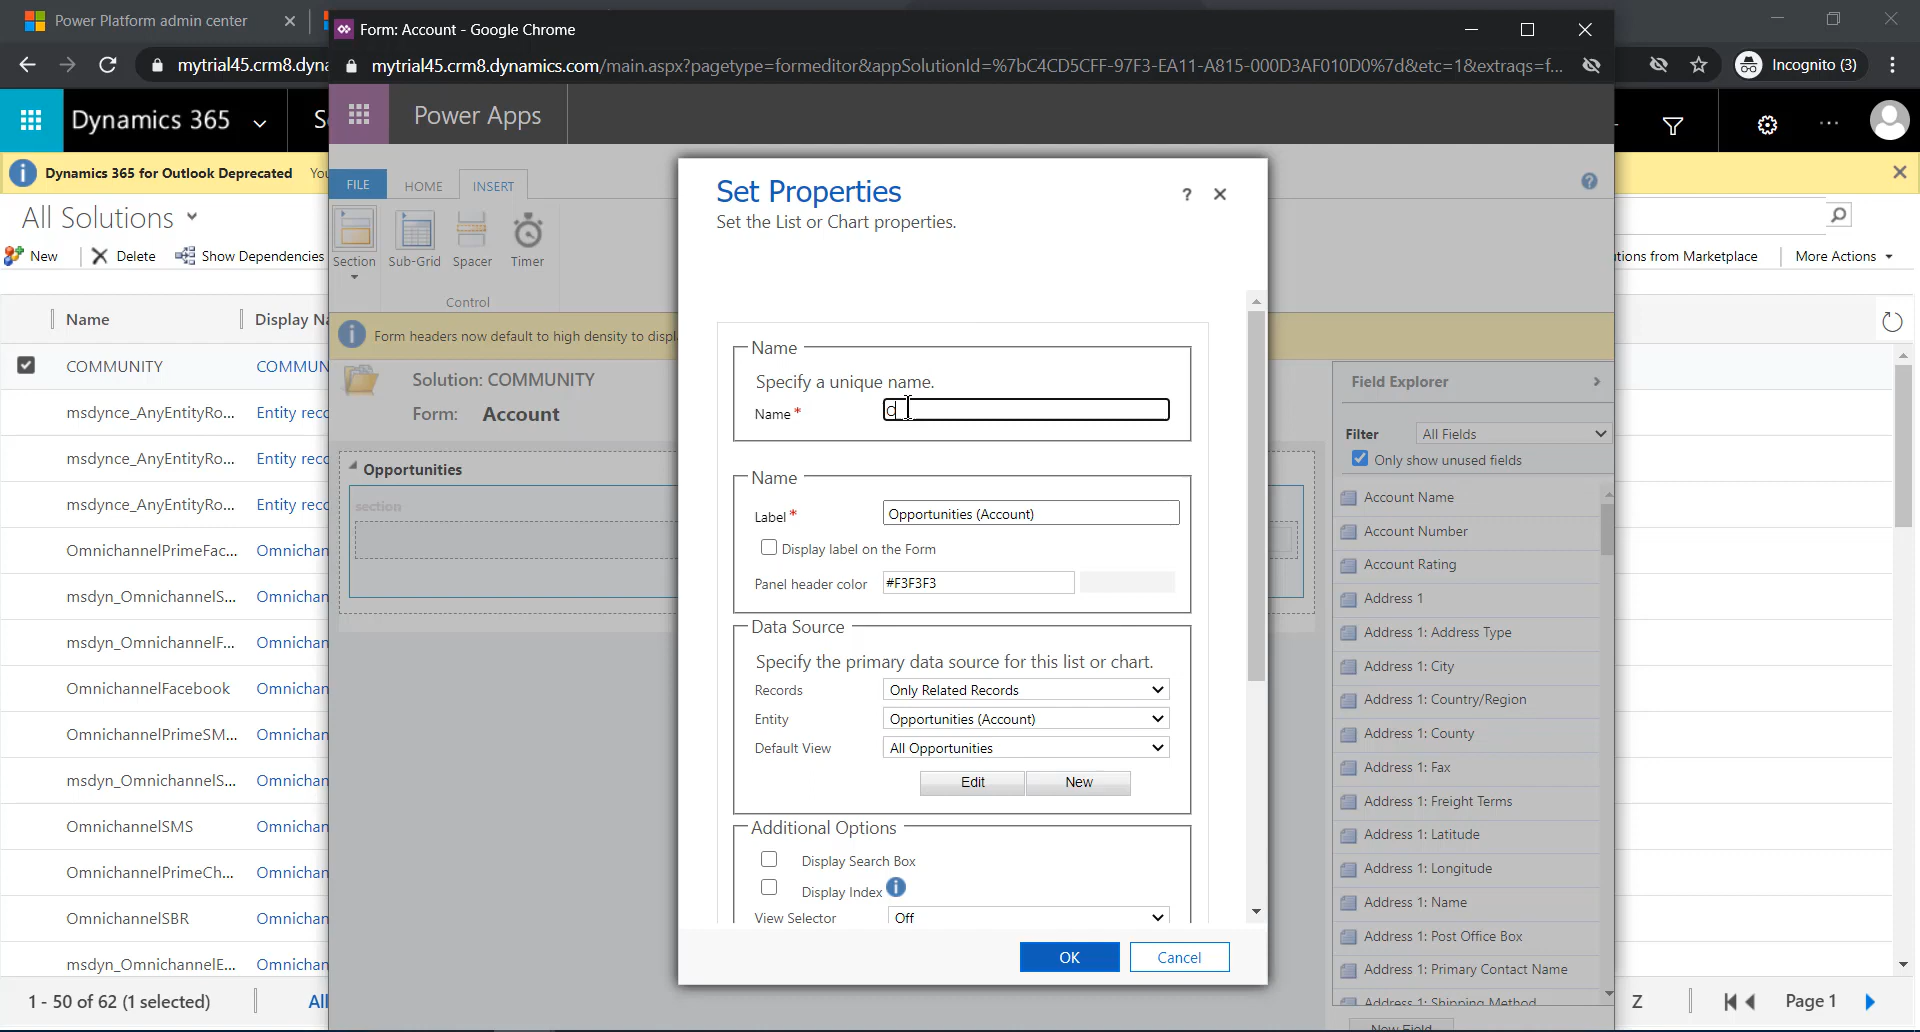 Power Platform admin center
Form: Account - Google Chrome
mytrial45.crm8.dyna
mytrial45.crm8.dynamics.com/main.aspx?pagetype=formeditor&appSolutionId=%7bC4CD5CFF-97F3-EA11-A815-000D3AF010D0%7d&etc=1&extraqs=f...
Incognito (3)
Dynamics 365
Power Apps
Dynamics 365 for Outlook Deprecated
All Solutions
New
Delete
Show Dependencies
tions from Marketplace
More Actions
Name
Display Na
COMMUNITY
COMMUN
msdynce_AnyEntityRo...
Entity reco
msdynce_AnyEntityRo...
Entity reco
msdynce_AnyEntityRo...
Entity reco
OmnichannelPrimeFac...
Omnichan
msdyn_OmnichannelS...
Omnichan
msdyn_OmnichannelF...
Omnichan
OmnichannelFacebook
Omnichan
OmnichannelPrimeSM...
Omnichan
msdyn_OmnichannelS...
Omnichan
OmnichannelSMS
Omnichan
OmnichannelPrimeCh...
Omnichan
OmnichannelSBR
Omnichan
msdyn_OmnichannelE...
Omnichan
1 - 50 of 62 (1 selected)
All
Z
Page 1
FILE
HOME
INSERT
Section
Sub-Grid
Spacer
Timer
Control
Form headers now default to high density to displ
Solution: COMMUNITY
Form: Account
Opportunities
section
Set Properties
Set the List or Chart properties.
Name
Specify a unique name.
Name*
o
Name
Label*
Opportunities (Account)
Display label on the Form
Panel header color
#F3F3F3
Data Source
Specify the primary data source for this list or chart.
Records
Only Related Records
Entity
Opportunities (Account)
Default View
All Opportunities
Edit
New
Additional Options
Display Search Box
Display Index
View Selector
Off
OK
Cancel
Field Explorer
Filter
All Fields
Only show unused fields
Account Name
Account Number
Account Rating
Address 1
Address 1: Address Type
Address 1: City
Address 1: Country/Region
Address 1: County
Address 1: Fax
Address 1: Freight Terms
Address 1: Latitude
Address 1: Longitude
Address 1: Name
Address 1: Post Office Box
Address 1: Primary Contact Name
Address 1: Shipping Method
New Field